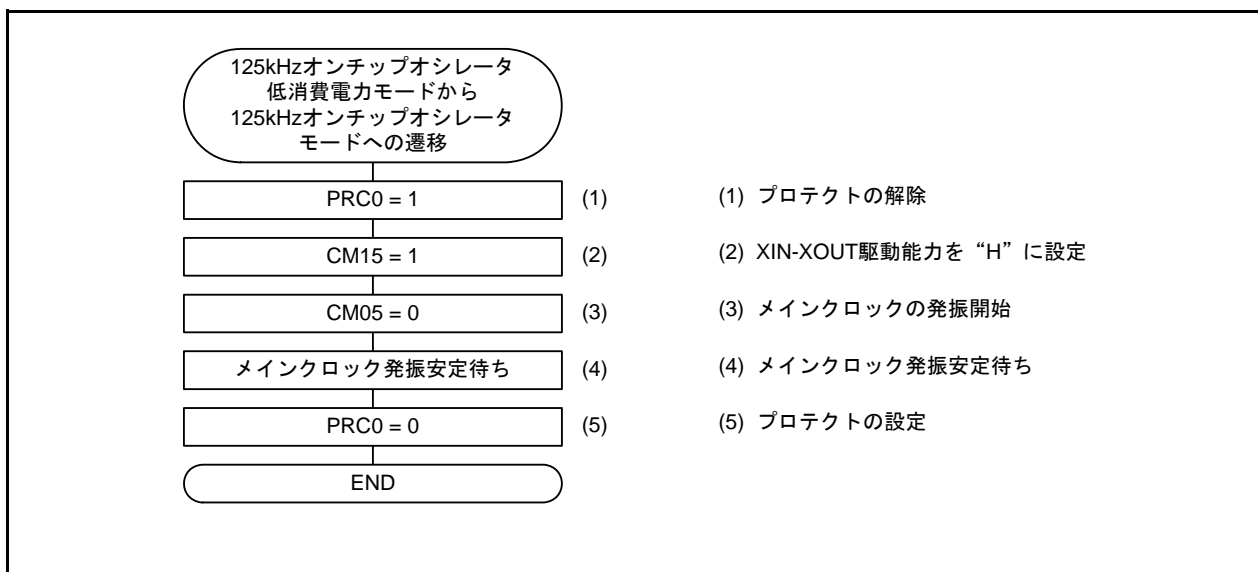 125kHzオンチップオシレータ
低消費電力モードから
125kHzオンチップオシレータ
モードへの遷移
PRC0 = 1 (1) (1) プロテクトの解除
CM15 = 1 (2) (2) XIN-XOUT駆動能力を“H”に設定
CM05 = 0 (3) (3) メインクロックの発振開始
メインクロック発振安定待ち (4) (4) メインクロック発振安定待ち
PRC0 = 0 (5) (5) プロテクトの設定
END